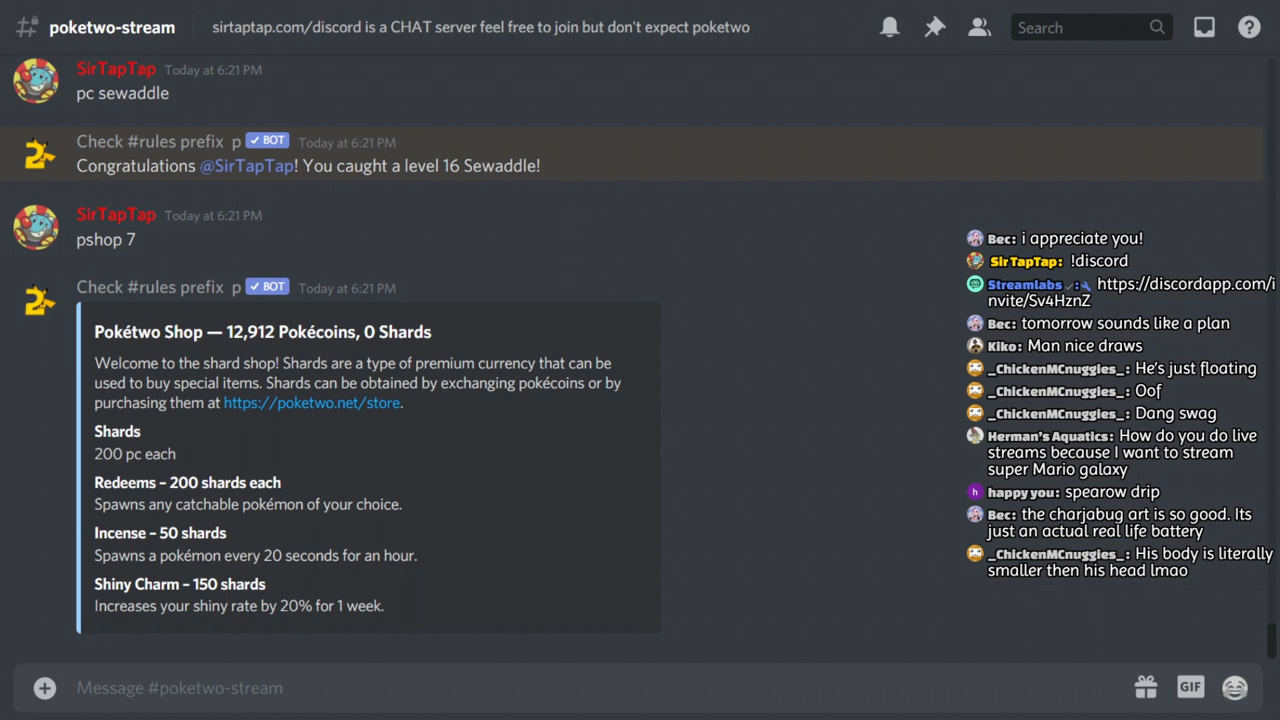 poketwo-stream
sirtaptap.com/discord is a CHAT server feel free to join but don't expect poketwo
Search
SirTapTap Today at 6:21 PM
pc sewaddle
Check #rules prefix p BOT Today at 6:21 PM
Congratulations @SirTapTap! You caught a level 16 Sewaddle!
SirTapTap Today at 6:21 PM
pshop 7
Check #rules prefix p BOT Today at 6:21 PM
Pokétwo Shop — 12,912 Pokécoins, 0 Shards
Welcome to the shard shop! Shards are a type of premium currency that can be
used to buy special items. Shards can be obtained by exchanging pokécoins or by
purchasing them at https://poketwo.net/store.
Shards
200 pc each
Redeems – 200 shards each
Spawns any catchable pokémon of your choice.
Incense – 50 shards
Spawns a pokémon every 20 seconds for an hour.
Shiny Charm – 150 shards
Increases your shiny rate by 20% for 1 week.
Bec: i appreciate you!
SirTapTap: !discord
Streamlabs : https://discordapp.com/i
nvite/Sv4HznZ
Bec: tomorrow sounds like a plan
Kiko: Man nice draws
_ChickenMCnuggies_: He's just floating
_ChickenMCnuggies_: Oof
_ChickenMCnuggies_: Dang swag
Herman's Aquatics: How do you do live
streams because I want to stream
super Mario galaxy
h happy you: spearow drip
Bec: the charjabug art is so good. Its
just an actual real life battery
_ChickenMCnuggies_: His body is literally
smaller then his head lmao
Message #poketwo-stream
GIF